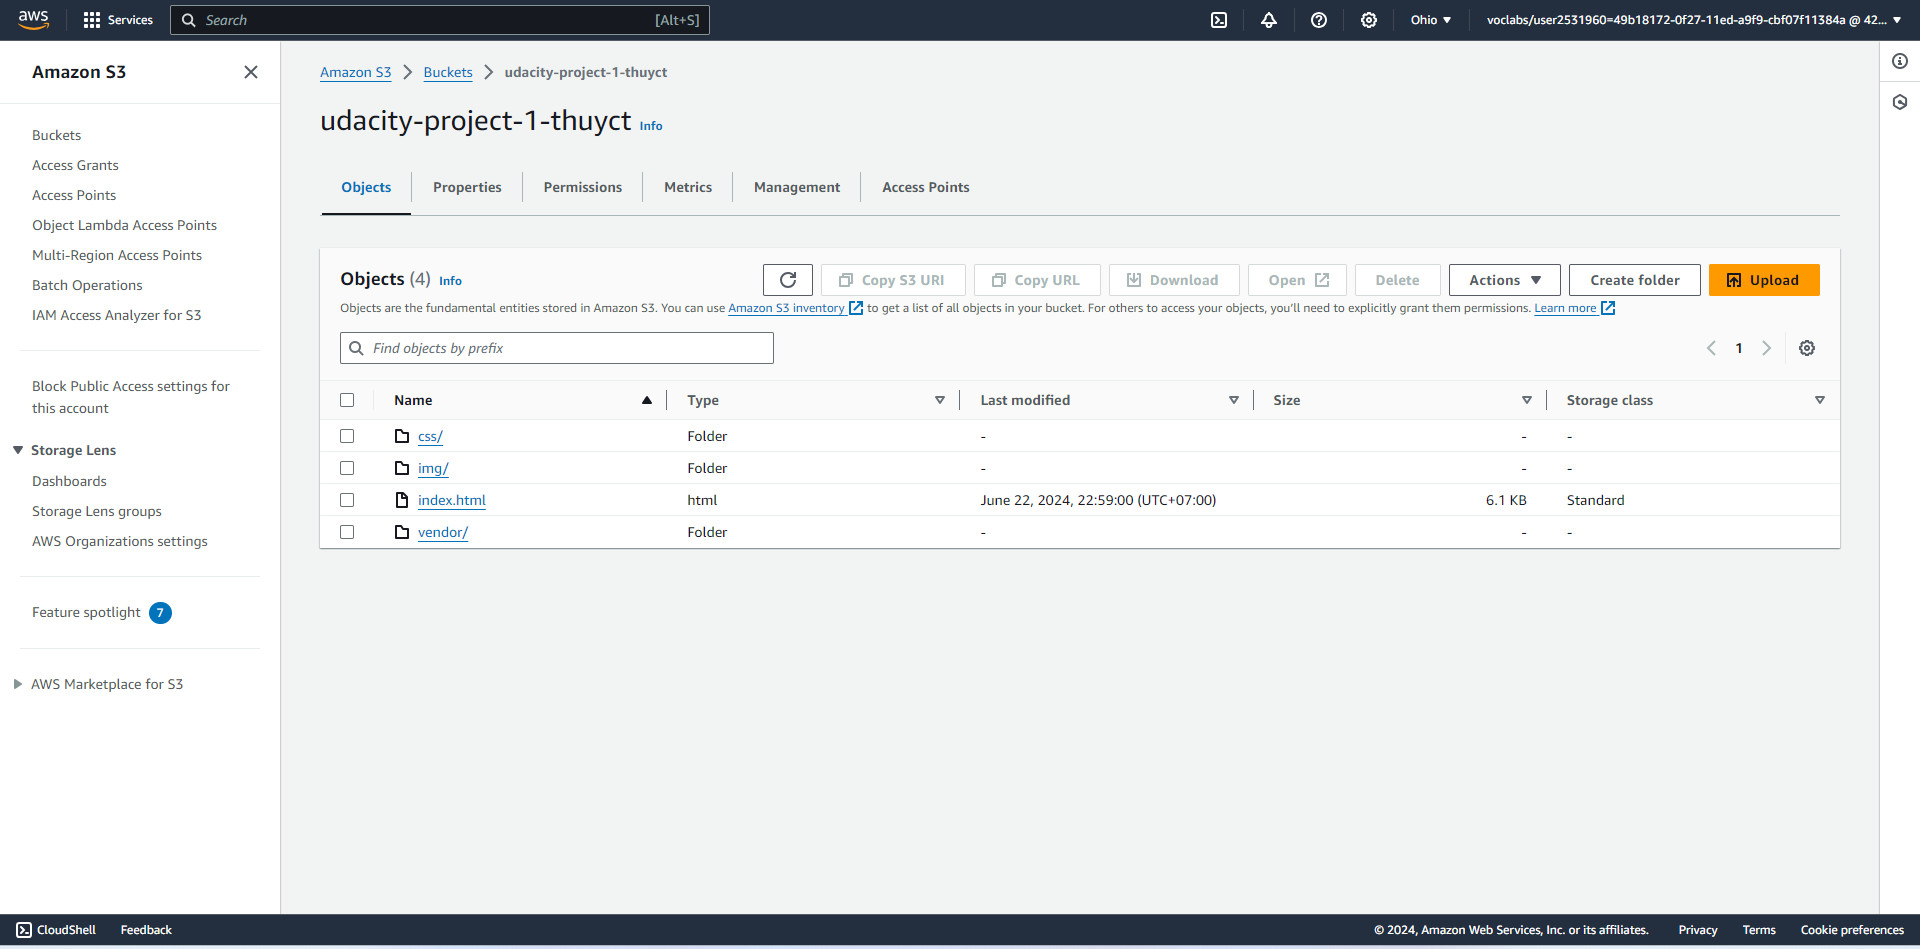 aws Services Search [Alt+S] Ohio voclabs/user2531960=49b18172-0f27-11ed-a9f9-cbf07f11384a @ 42...
Amazon S3
Buckets
Access Grants
Access Points
Object Lambda Access Points
Multi-Region Access Points
Batch Operations
IAM Access Analyzer for S3
Block Public Access settings for
this account
Storage Lens
Dashboards
Storage Lens groups
AWS Organizations settings
Feature spotlight 7
AWS Marketplace for S3
Amazon S3 Buckets udacity-project-1-thuyct
udacity-project-1-thuyct Info
Objects Properties Permissions Metrics Management Access Points
Objects (4) Info Copy S3 URI Copy URL Download Open Delete Actions Create folder Upload
Objects are the fundamental entities stored in Amazon S3. You can use Amazon S3 inventory to get a list of all objects in your bucket. For others to access your objects, you'll need to explicitly grant them permissions. Learn more
Find objects by prefix 1
Name Type Last modified Size Storage class
css/ Folder - - -
img/ Folder - - -
index.html html June 22, 2024, 22:59:00 (UTC+07:00) 6.1 KB Standard
vendor/ Folder - - -
CloudShell Feedback © 2024, Amazon Web Services, Inc. or its affiliates. Privacy Terms Cookie preferences